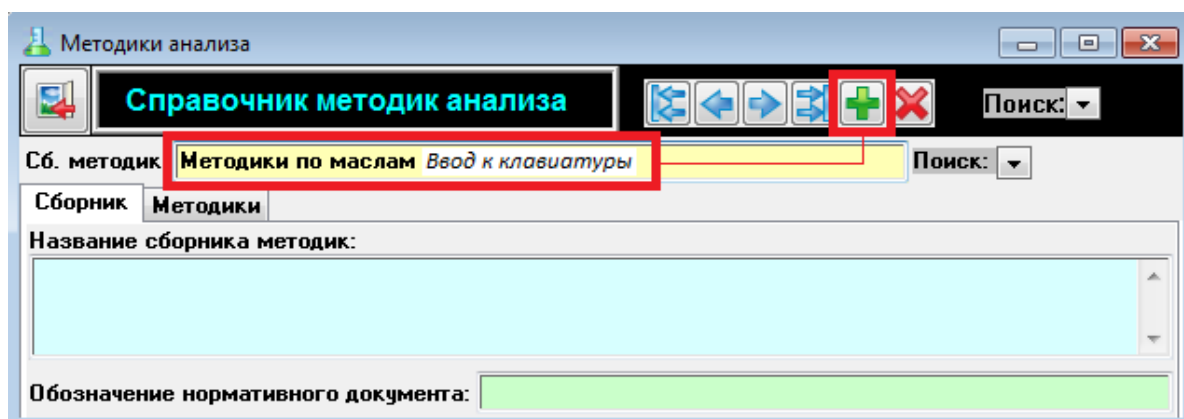 Методики анализа
Справочник методик анализа Поиск:
Сб. методик Методики по маслам Ввод к клавиатуры Поиск:
Сборник Методики
Название сборника методик:
Обозначение нормативного документа: